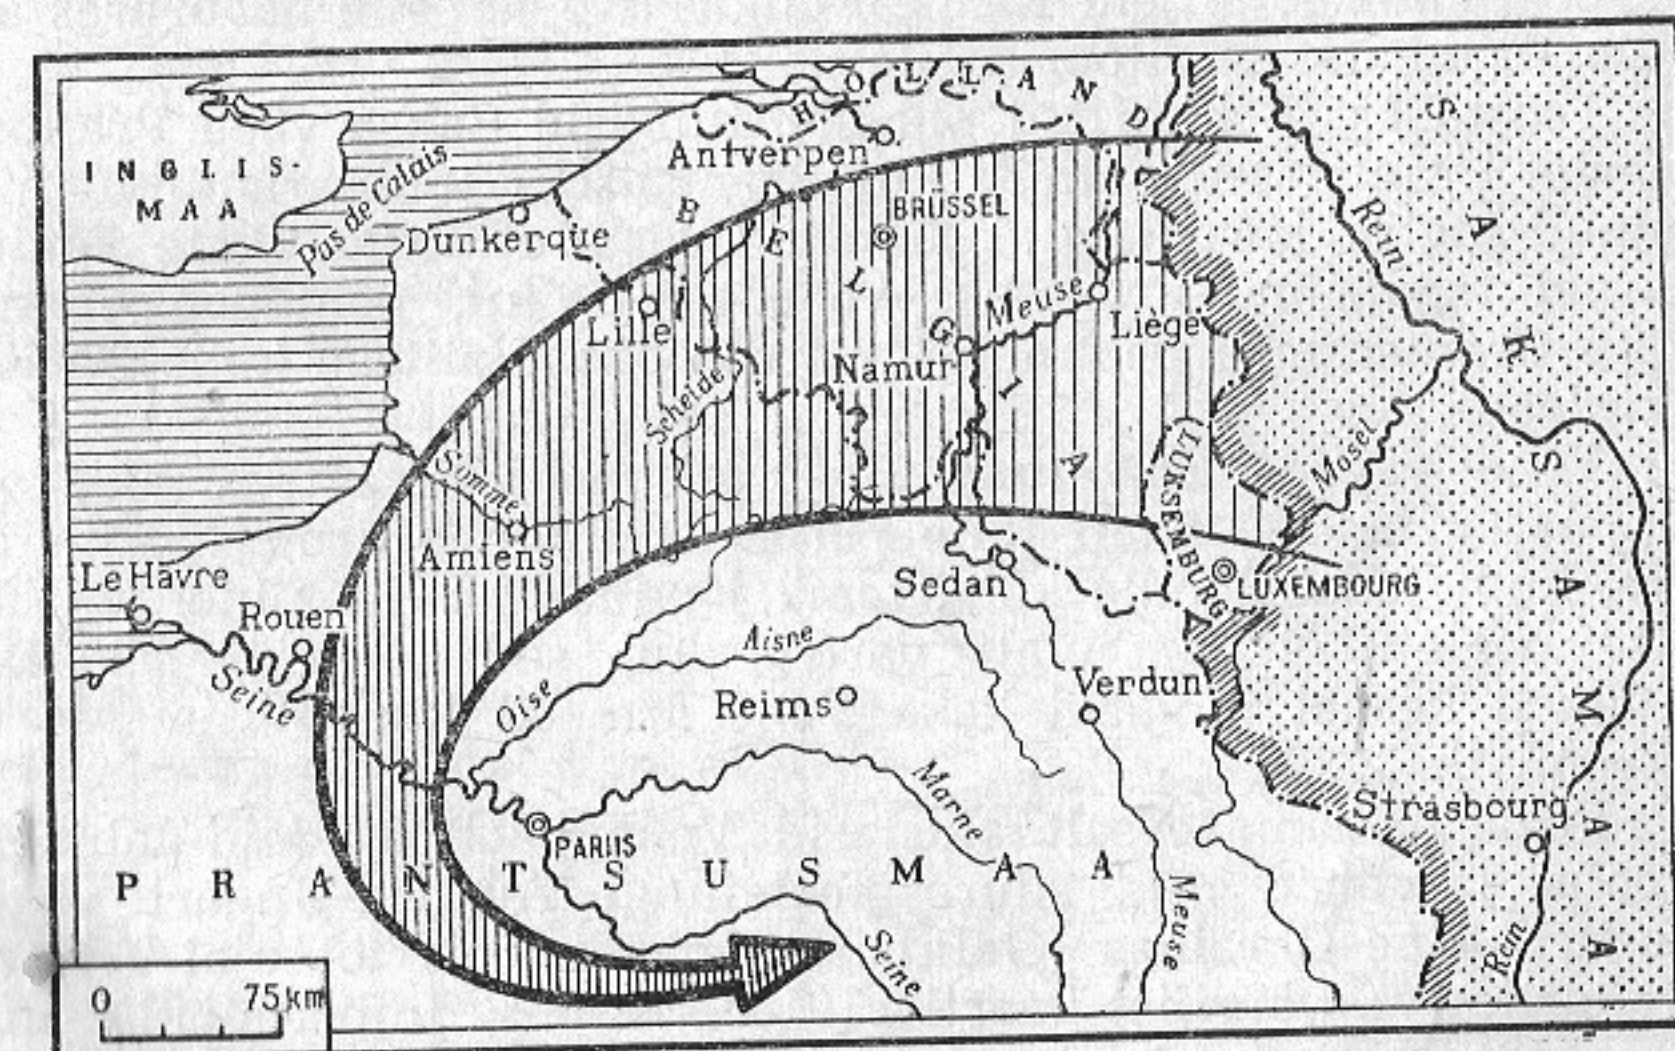 HOLLAND
INGLIS-
MAA
Pas de Calais
Antverpen
Dunkerque
BRÜSSEL
BELGIA
Rein
SAKSAMAA
Lille
Meuse
Liège
Namur
Schelde
Mosel
Somme
Amiens
(LUKSEMBURG)
LUXEMBOURG
Sedan
Le Havre
Rouen
Seine
Aisne
Oise
Reims
Verdun
Marne
Strasbourg
PARIIS
PRANTSUSMAA
Meuse
Seine
Rein
0 75 km